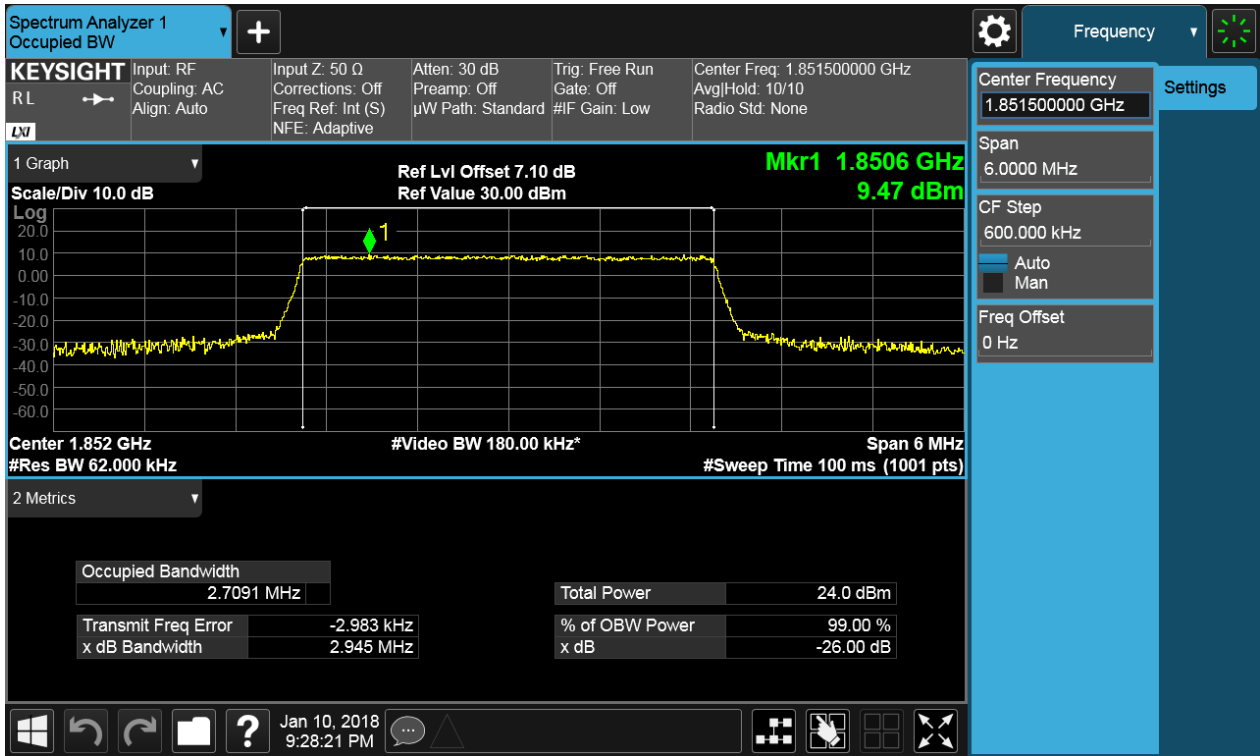 Spectrum Analyzer 1
Occupied BW
+
Frequency
KEYSIGHT
RL
LXI
Input: RF
Coupling: AC
Align: Auto
Input Z: 50 Ω
Corrections: Off
Freq Ref: Int (S)
NFE: Adaptive
Atten: 30 dB
Preamp: Off
µW Path: Standard
Trig: Free Run
Gate: Off
#IF Gain: Low
Center Freq: 1.851500000 GHz
Avg|Hold: 10/10
Radio Std: None
Center Frequency
1.851500000 GHz
Settings
Span
6.0000 MHz
CF Step
600.000 kHz
Auto
Man
Freq Offset
0 Hz
1 Graph
Scale/Div 10.0 dB
Ref Lvl Offset 7.10 dB
Ref Value 30.00 dBm
Mkr1 1.8506 GHz
9.47 dBm
Log
20.0
10.0
0.00
-10.0
-20.0
-30.0
-40.0
-50.0
-60.0
1
Center 1.852 GHz
#Res BW 62.000 kHz
#Video BW 180.00 kHz*
Span 6 MHz
#Sweep Time 100 ms (1001 pts)
2 Metrics
Occupied Bandwidth
2.7091 MHz
Total Power 24.0 dBm
Transmit Freq Error -2.983 kHz
% of OBW Power 99.00 %
x dB Bandwidth 2.945 MHz
x dB -26.00 dB
?
Jan 10, 2018
9:28:21 PM